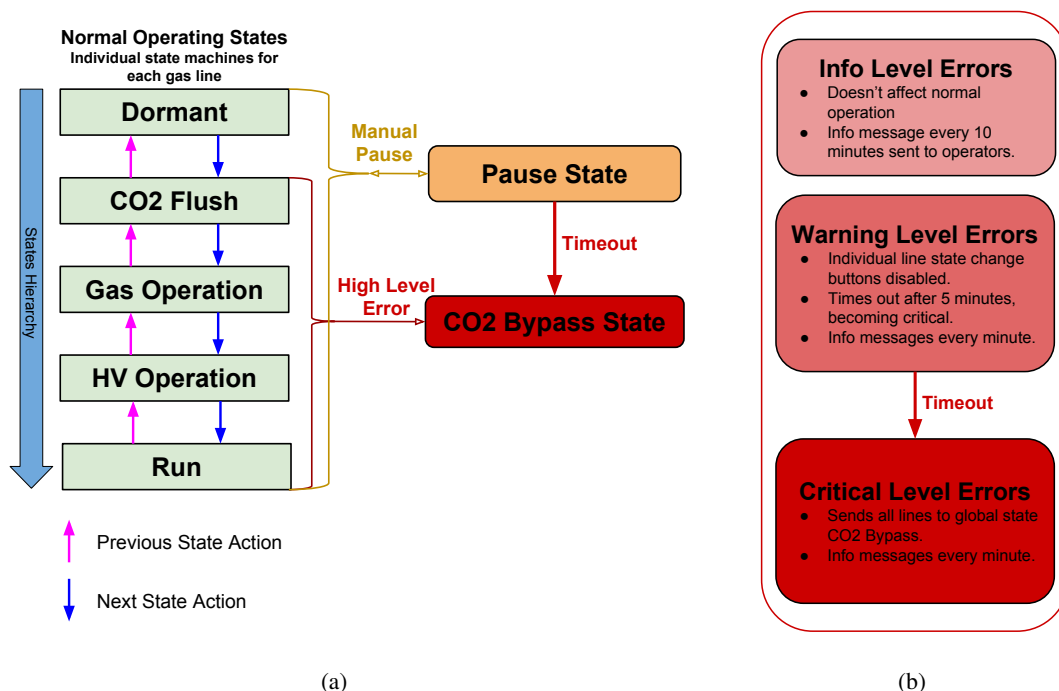 Normal Operating States
Individual state machines for
each gas line
States Hierarchy
Dormant
CO2 Flush
Gas Operation
HV Operation
Run
Previous State Action
Next State Action
Manual
Pause
Pause State
Timeout
High Level
Error
CO2 Bypass State
(a)
Info Level Errors
● Doesn't affect normal
operation
● Info message every 10
minutes sent to operators.
Warning Level Errors
● Individual line state change
buttons disabled.
● Times out after 5 minutes,
becoming critical.
● Info messages every minute.
Timeout
Critical Level Errors
● Sends all lines to global state
CO2 Bypass.
● Info messages every minute.
(b)